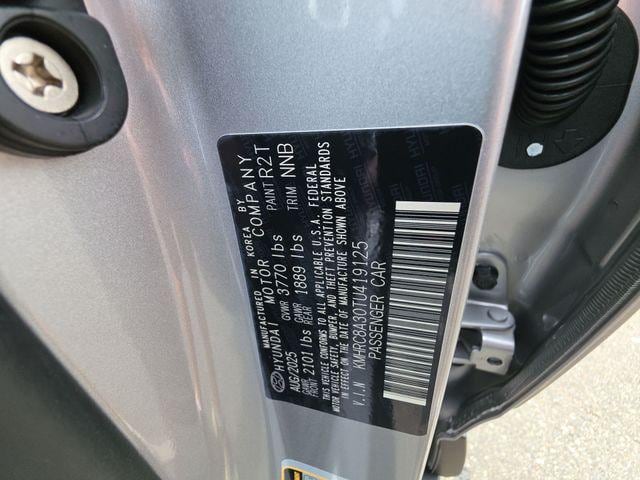 MANUFACTURED IN KOREA BY
HYUNDAI MOTOR COMPANY
AUG/2025 GVWR 3770 lbs PAINT R2T
GAWR FRONT 2101 lbs GAWR REAR 1889 lbs TRIM NNB
THIS VEHICLE CONFORMS TO ALL APPLICABLE U.S.A. FEDERAL
MOTOR VEHICLE SAFETY, BUMPER, AND THEFT PREVENTION STANDARDS
IN EFFECT ON THE DATE OF MANUFACTURE SHOWN ABOVE
V.I.N KMHRC8A30TU419125
PASSENGER CAR